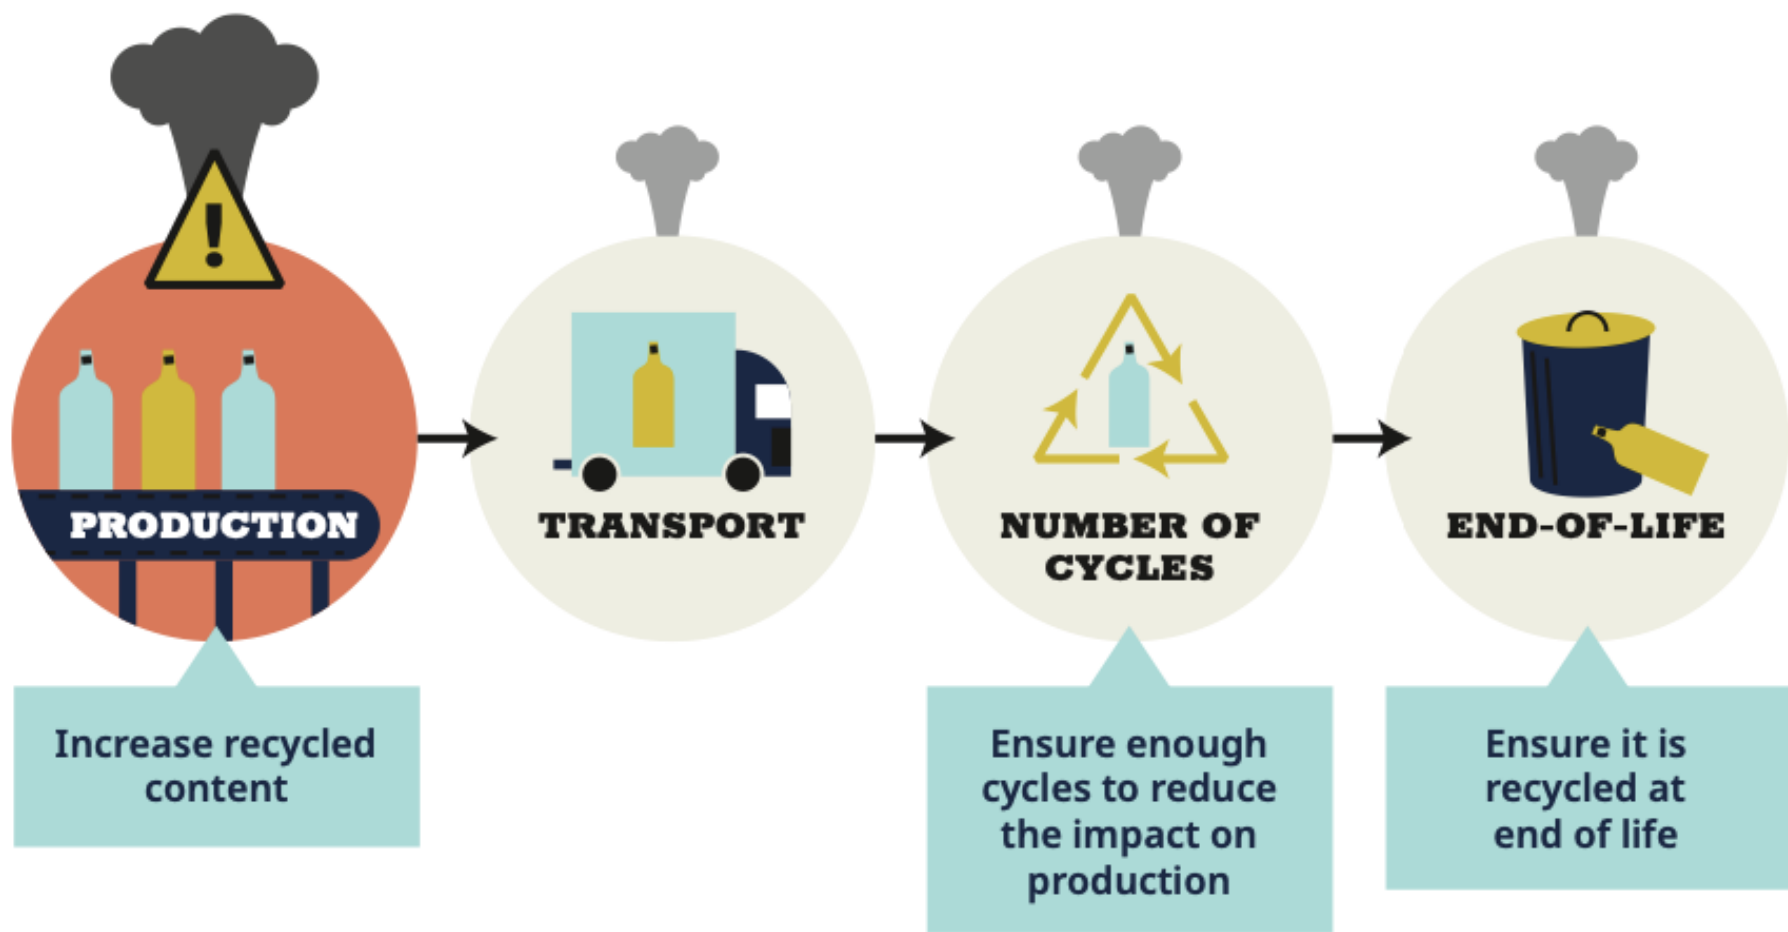 !
PRODUCTION
TRANSPORT
NUMBER OF
CYCLES
END-OF-LIFE
Increase recycled
content
Ensure enough
cycles to reduce
the impact on
production
Ensure it is
recycled at
end of life